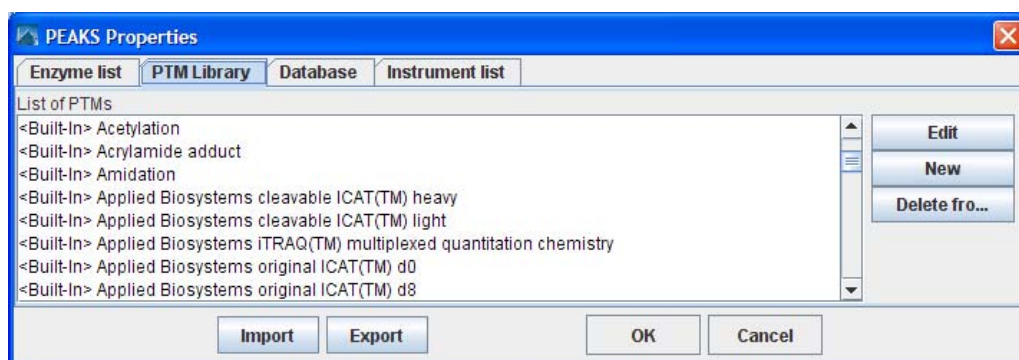 PEAKS Properties
Enzyme list PTM Library Database Instrument list
List of PTMs
<Built-In> Acetylation
<Built-In> Acrylamide adduct
<Built-In> Amidation
<Built-In> Applied Biosystems cleavable ICAT(TM) heavy
<Built-In> Applied Biosystems cleavable ICAT(TM) light
<Built-In> Applied Biosystems iTRAQ(TM) multiplexed quantitation chemistry
<Built-In> Applied Biosystems original ICAT(TM) d0
<Built-In> Applied Biosystems original ICAT(TM) d8
Edit
New
Delete fro...
Import Export OK Cancel